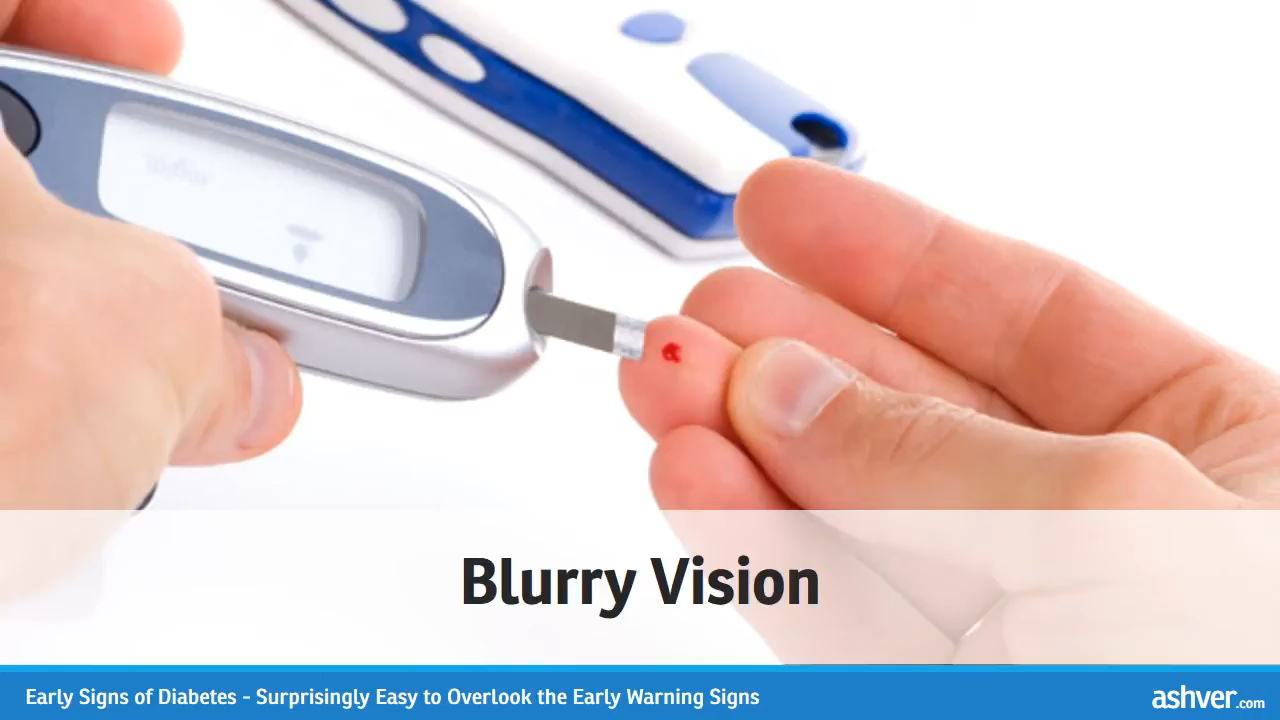 Blurry Vision
Early Signs of Diabetes - Surprisingly Easy to Overlook the Early Warning Signs
ashver.com